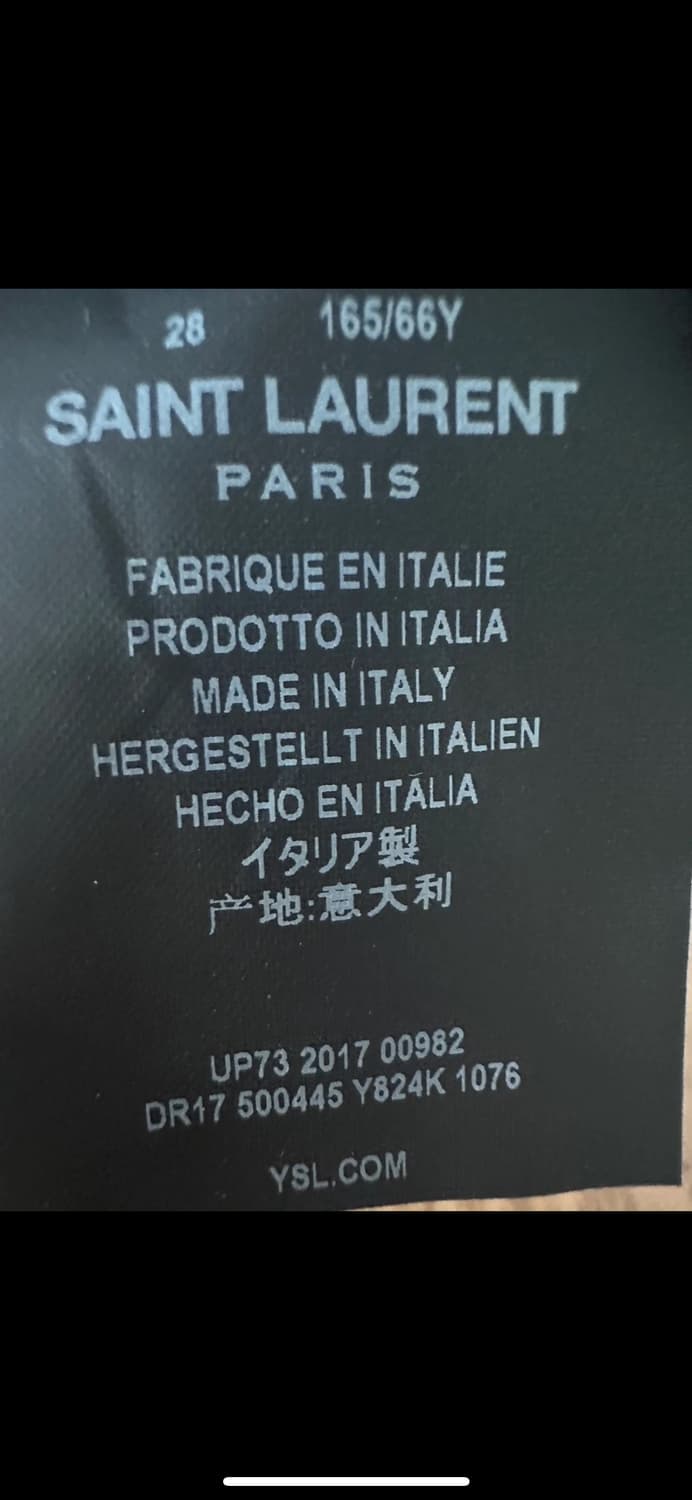 28 165/66Y
SAINT LAURENT
PARIS
FABRIQUE EN ITALIE
PRODOTTO IN ITALIA
MADE IN ITALY
HERGESTELLT IN ITALIEN
HECHO EN ITÁLIA
イタリア製
产地:意大利
UP73 2017 00982
DR17 500445 Y824K 1076
YSL.COM